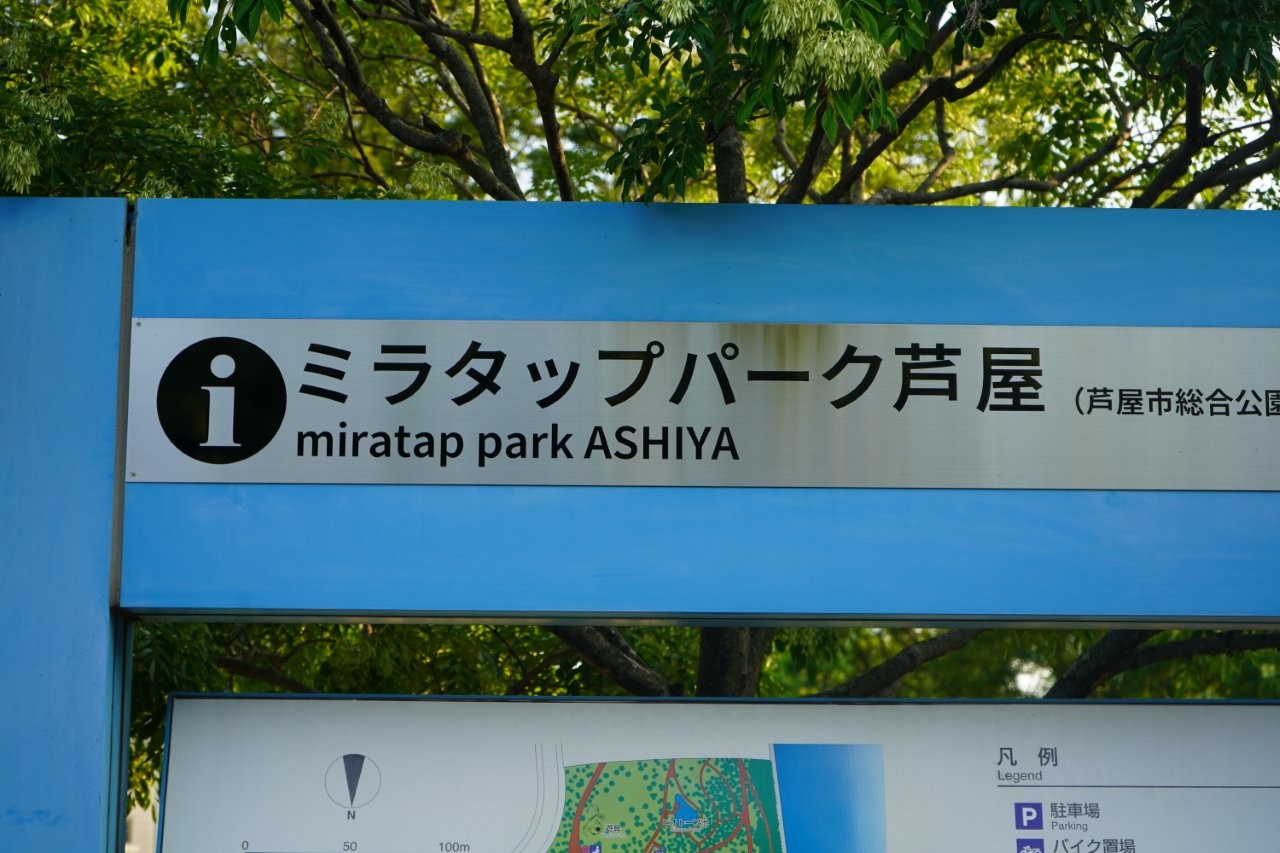 i ミラタップパーク芦屋 (芦屋市総合公園
miratap park ASHIYA
N
0 50 100m
凡例
Legend
P 駐車場
Parking
バイク置場